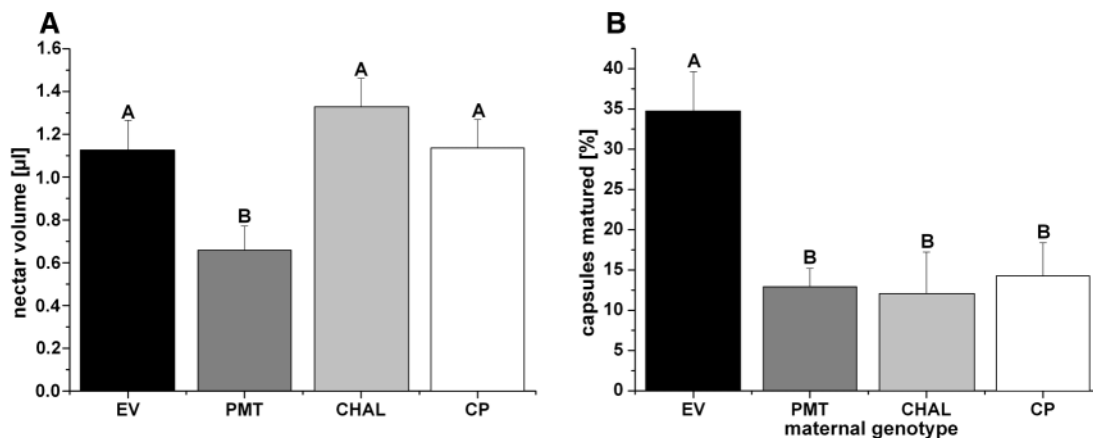 A
nectar volume [µl]
1.6
1.4
1.2
1.0
0.8
0.6
0.4
0.2
0.0
A
B
A
A
EV PMT CHAL CP
B
capsules matured [%]
40
35
30
25
20
15
10
5
0
A
B
B
B
EV PMT CHAL CP
maternal genotype